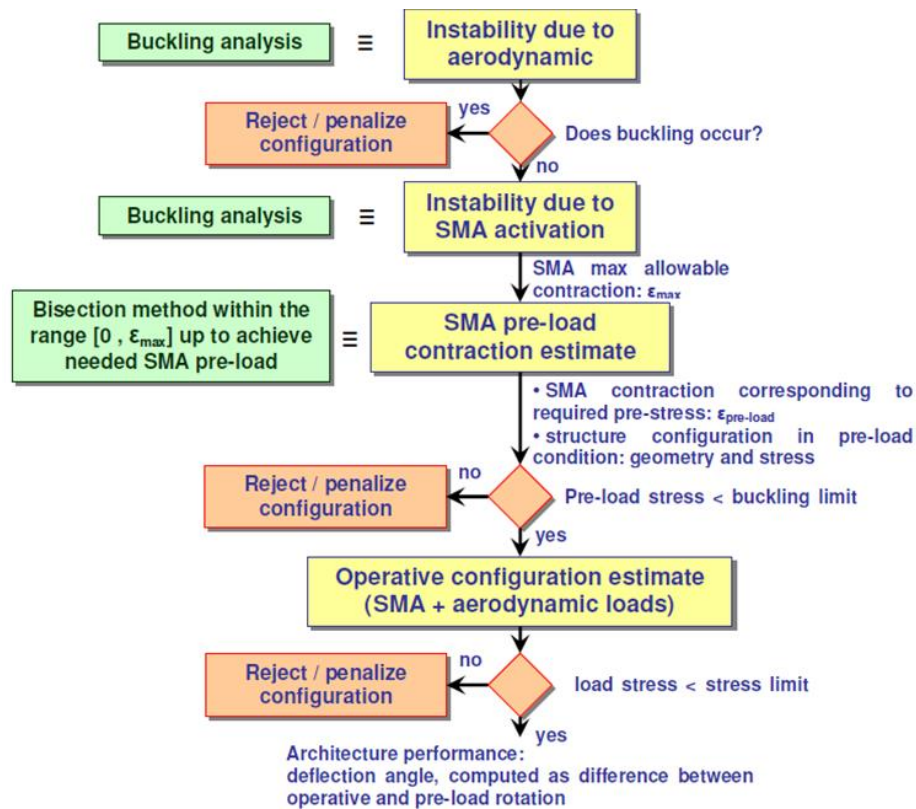 Buckling analysis
≡
Instability due to
aerodynamic
yes
Reject / penalize
configuration
Does buckling occur?
no
Buckling analysis
≡
Instability due to
SMA activation
SMA max allowable
contraction: εmax
Bisection method within the
range [0 , εmax] up to achieve
needed SMA pre-load
≡
SMA pre-load
contraction estimate
• SMA contraction corresponding to
required pre-stress: εpre-load
• structure configuration in pre-load
condition: geometry and stress
no
Reject / penalize
configuration
Pre-load stress < buckling limit
yes
Operative configuration estimate
(SMA + aerodynamic loads)
no
Reject / penalize
configuration
load stress < stress limit
yes
Architecture performance:
deflection angle, computed as difference between
operative and pre-load rotation